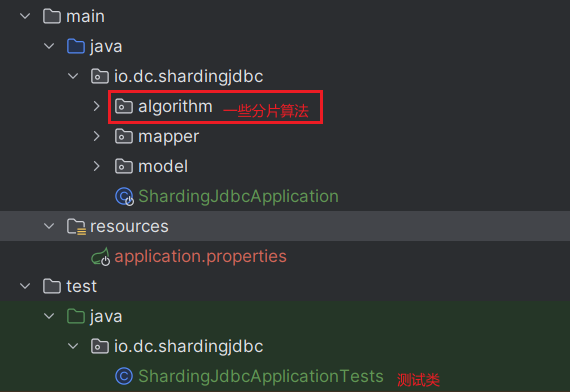 main
java
io.dc.shardingjdbc
algorithm 一些分片算法
mapper
model
ShardingJdbcApplication
resources
application.properties
test
java
io.dc.shardingjdbc
ShardingJdbcApplicationTests 测试类